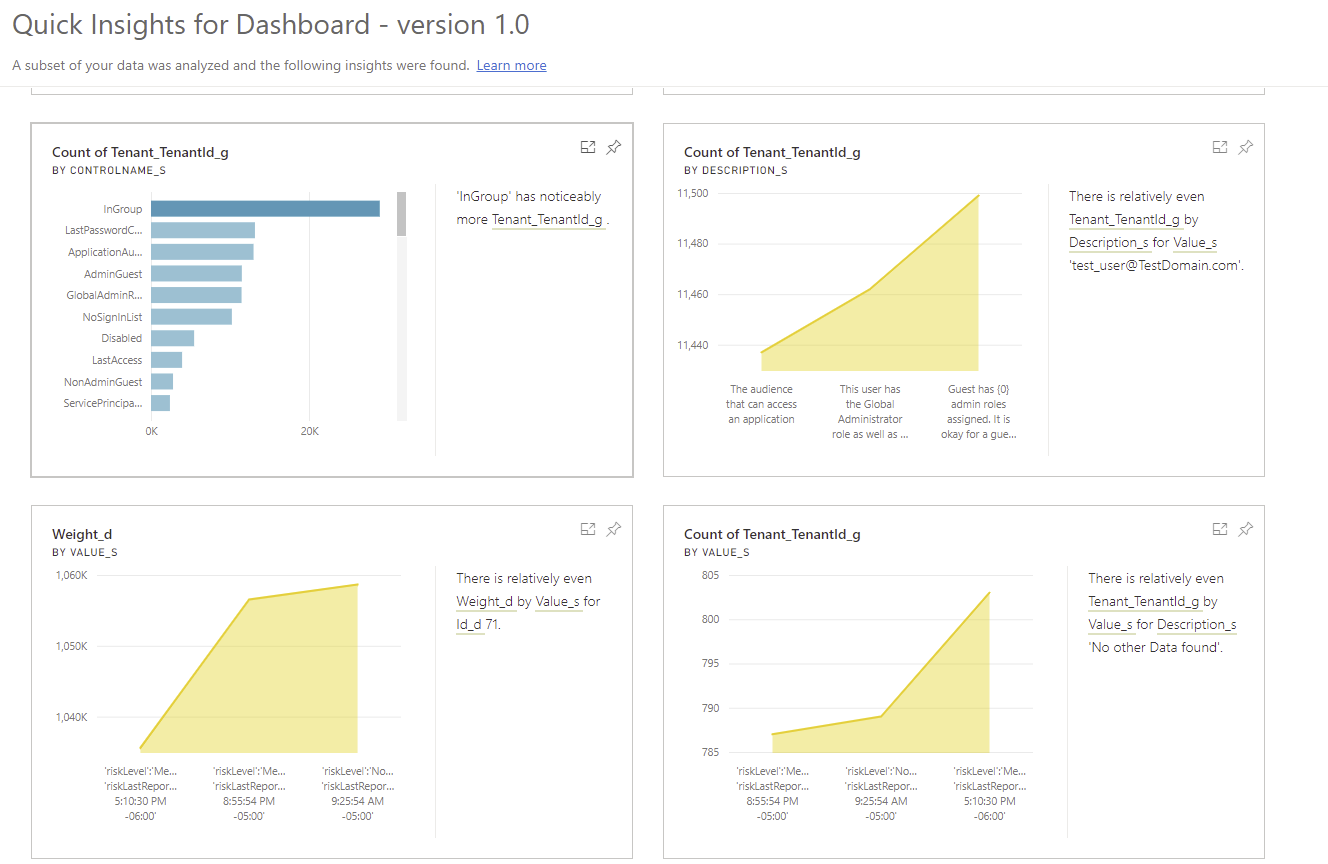 Quick Insights for Dashboard - version 1.0
A subset of your data was analyzed and the following insights were found. Learn more
Count of Tenant_TenantId_g
BY CONTROLNAME_S
InGroup
LastPasswordC...
ApplicationAu...
AdminGuest
GlobalAdminR...
NoSignInList
Disabled
LastAccess
NonAdminGuest
ServicePrincipa...
0K 20K
'InGroup' has noticeably
more Tenant_TenantId_g .
Count of Tenant_TenantId_g
BY DESCRIPTION_S
11,500
11,480
11,460
11,440
The audience
that can access
an application
This user has
the Global
Administrator
role as well as ...
Guest has {0}
admin roles
assigned. It is
okay for a gue...
There is relatively even
Tenant_TenantId_g by
Description_s for Value_s
'test_user@TestDomain.com'.
Weight_d
BY VALUE_S
1,060K
1,050K
1,040K
'riskLevel':'Me...
'riskLastRepor...
5:10:30 PM
-06:00'
'riskLevel':'Me...
'riskLastRepor...
8:55:54 PM
-05:00'
'riskLevel':'No...
'riskLastRepor...
9:25:54 AM
-05:00'
There is relatively even
Weight_d by Value_s for
Id_d 71.
Count of Tenant_TenantId_g
BY VALUE_S
805
800
795
790
785
'riskLevel':'Me...
'riskLastRepor...
8:55:54 PM
-05:00'
'riskLevel':'No...
'riskLastRepor...
9:25:54 AM
-05:00'
'riskLevel':'Me...
'riskLastRepor...
5:10:30 PM
-06:00'
There is relatively even
Tenant_TenantId_g by
Value_s for Description_s
'No other Data found'.